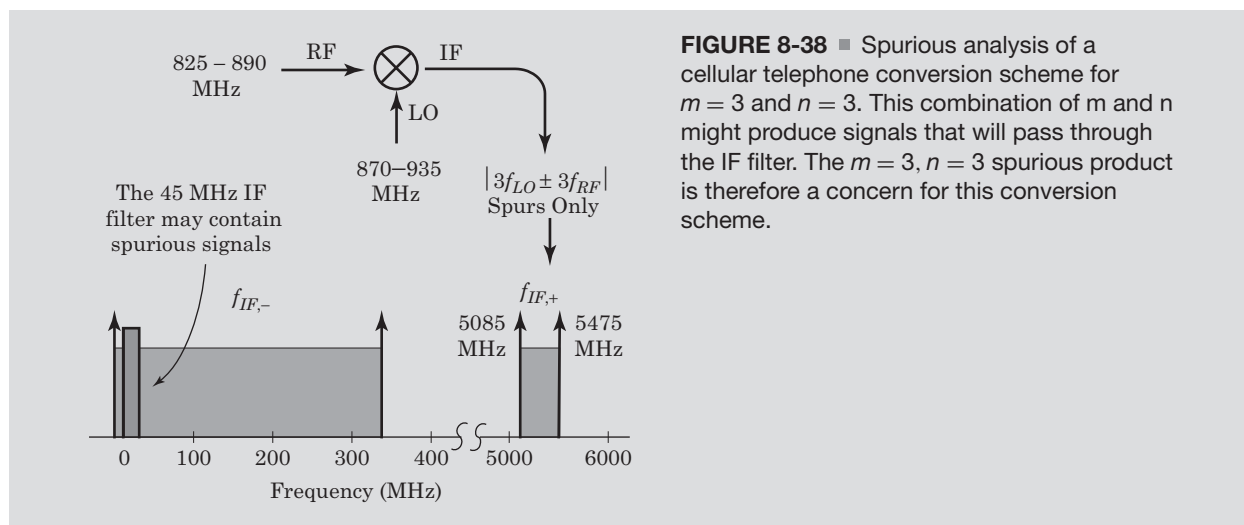 825 – 890
MHz
RF
IF
LO
870–935
MHz
|3f_LO ± 3f_RF|
Spurs Only
The 45 MHz IF
filter may contain
spurious signals
f_IF,–
f_IF,+
5085
MHz
5475
MHz
0 100 200 300 400 5000 6000
Frequency (MHz)
FIGURE 8-38 ■ Spurious analysis of a
cellular telephone conversion scheme for
m = 3 and n = 3. This combination of m and n
might produce signals that will pass through
the IF filter. The m = 3, n = 3 spurious product
is therefore a concern for this conversion
scheme.